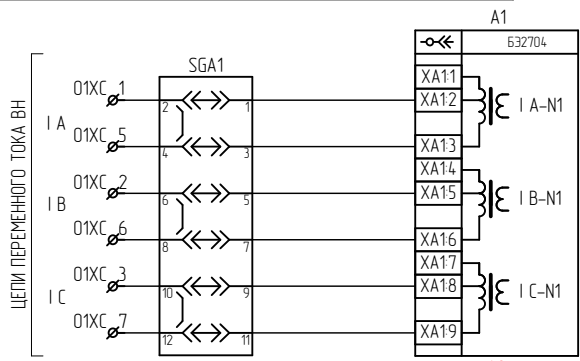 A1
Б32704
SGA1
ЦЕПИ ПЕРЕМЕННОГО ТОКА ВН
I A
I B
I C
01XC_1
2
1
XA1:1
XA1:2
I A-N1
01XC_5
4
3
XA1:3
XA1:4
01XC_2
6
5
XA1:5
I B-N1
01XC_6
8
7
XA1:6
XA1:7
01XC_3
10
9
XA1:8
I C-N1
01XC_7
12
11
XA1:9